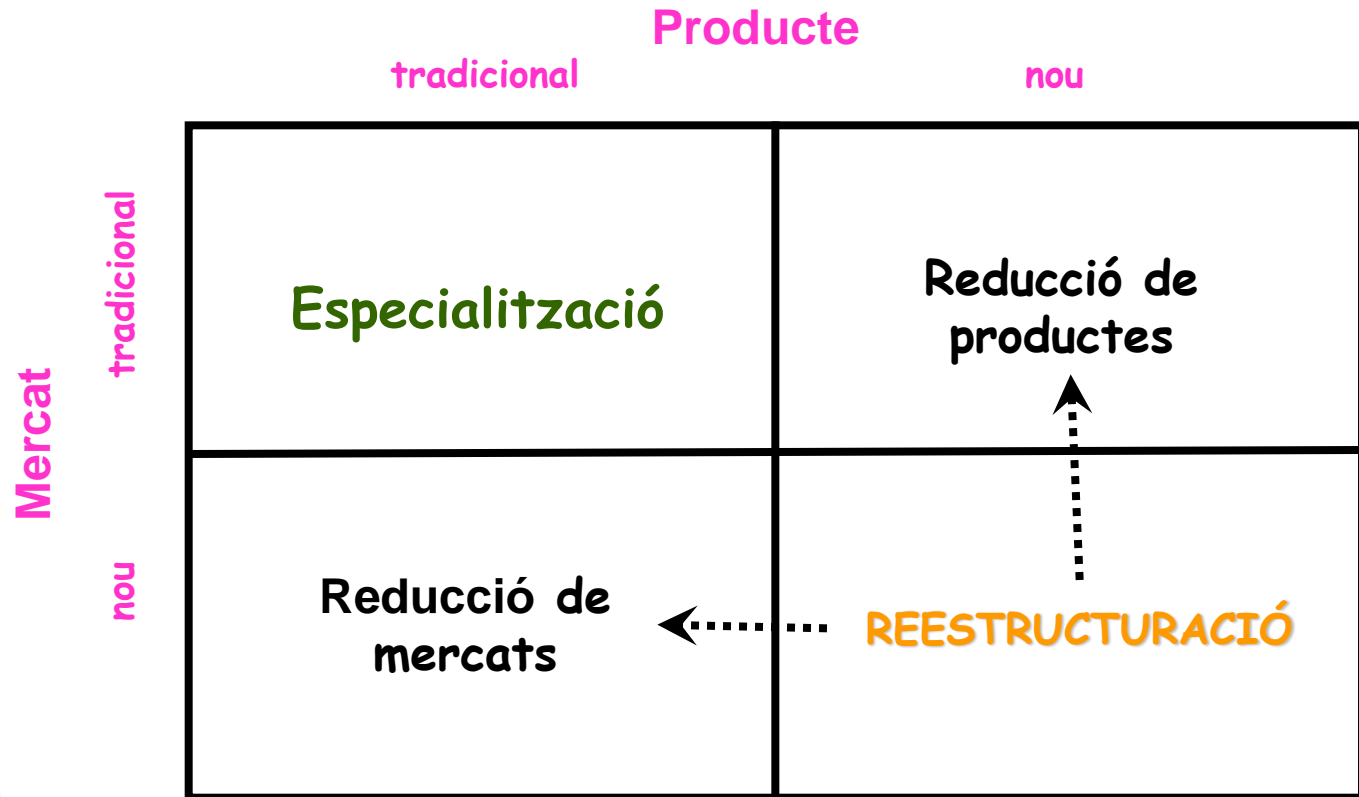 Producte
tradicional nou
Mercat
tradicional
Especialització
Reducció de
productes
nou
Reducció de
mercats
REESTRUCTURACIÓ